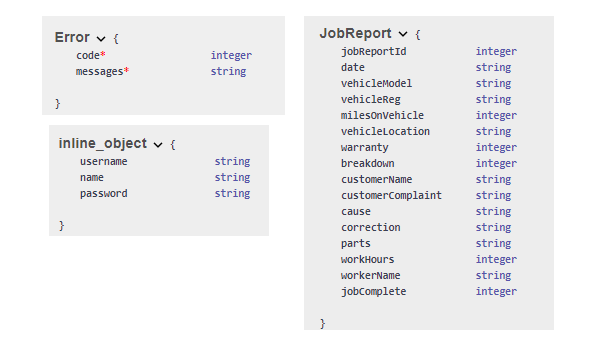 Error {
code* integer
messages* string
}
inline_object {
username string
name string
password string
}
JobReport {
jobReportId integer
date string
vehicleModel string
vehicleReg string
milesOnVehicle integer
vehicleLocation string
warranty integer
breakdown integer
customerName string
customerComplaint string
cause string
correction string
parts string
workHours integer
workerName string
jobComplete integer
}